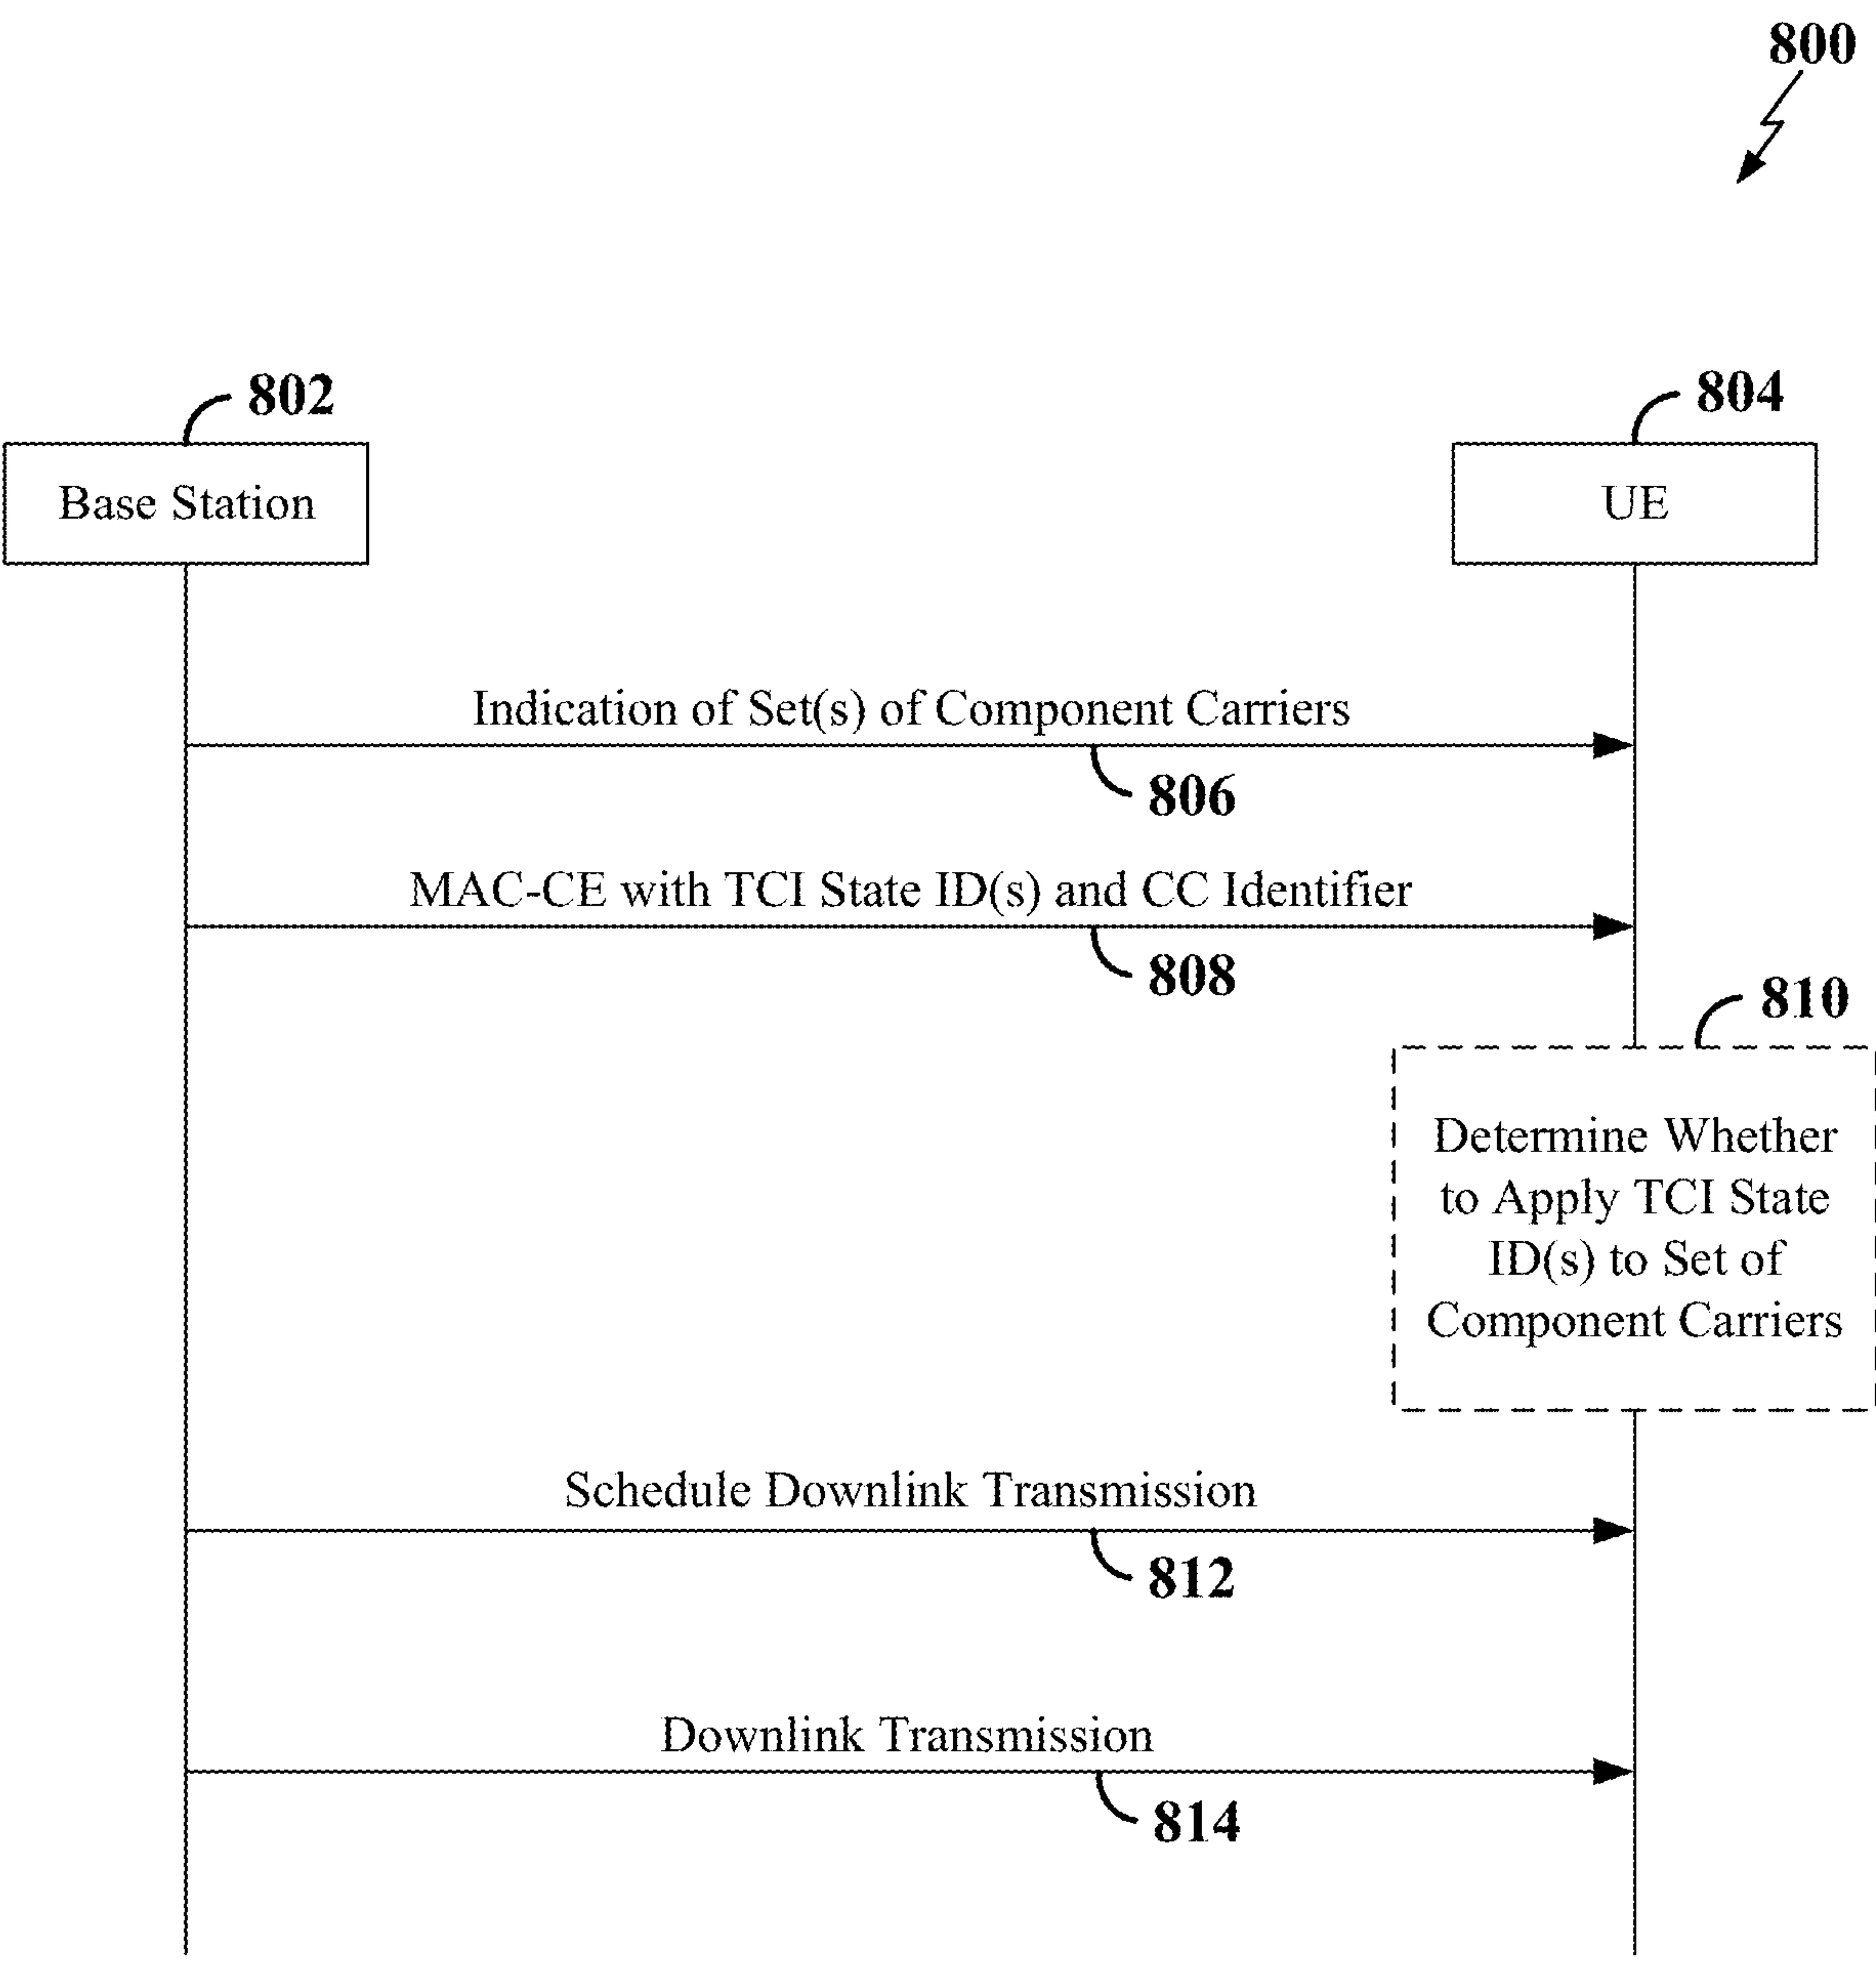 800
802
804
Base Station
UE
Indication of Set(s) of Component Carriers
806
MAC-CE with TCI State ID(s) and CC Identifier
808
810
Determine Whether
to Apply TCI State
ID(s) to Set of
Component Carriers
Schedule Downlink Transmission
812
Downlink Transmission
814